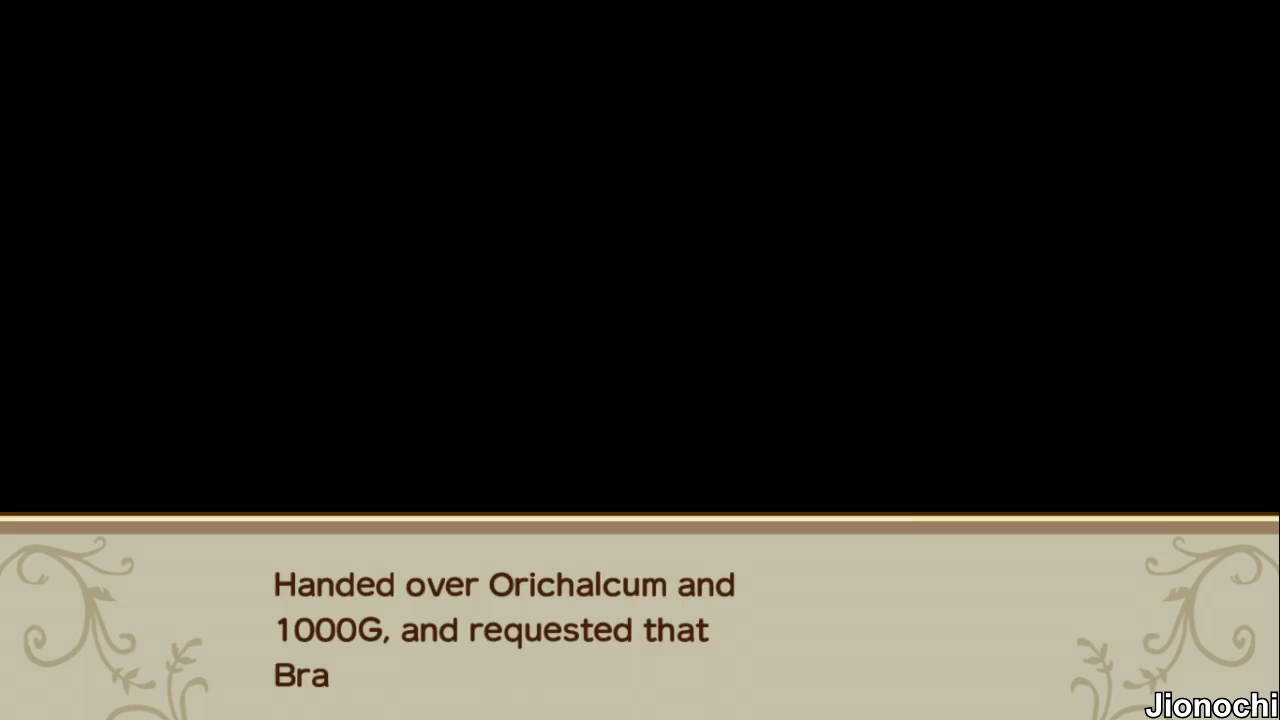 Handed over Orichalcum and
1000G, and requested that
Bra
Jionochi